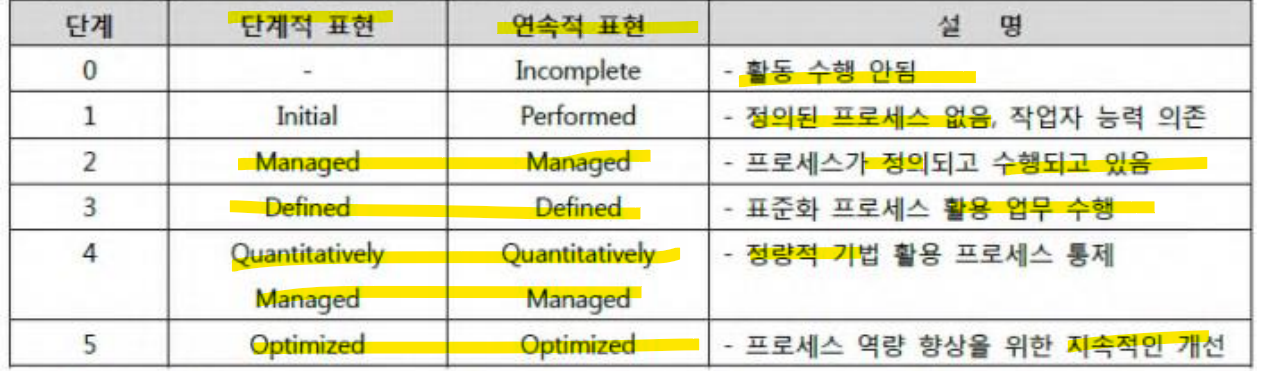 단계 단계적 표현 연속적 표현 설 명
0 - Incomplete - 활동 수행 안됨
1 Initial Performed - 정의된 프로세스 없음, 작업자 능력 의존
2 Managed Managed - 프로세스가 정의되고 수행되고 있음
3 Defined Defined - 표준화 프로세스 활용 업무 수행
4 Quantitatively Quantitatively - 정량적 기법 활용 프로세스 통제
Managed Managed
5 Optimized Optimized - 프로세스 역량 향상을 위한 지속적인 개선